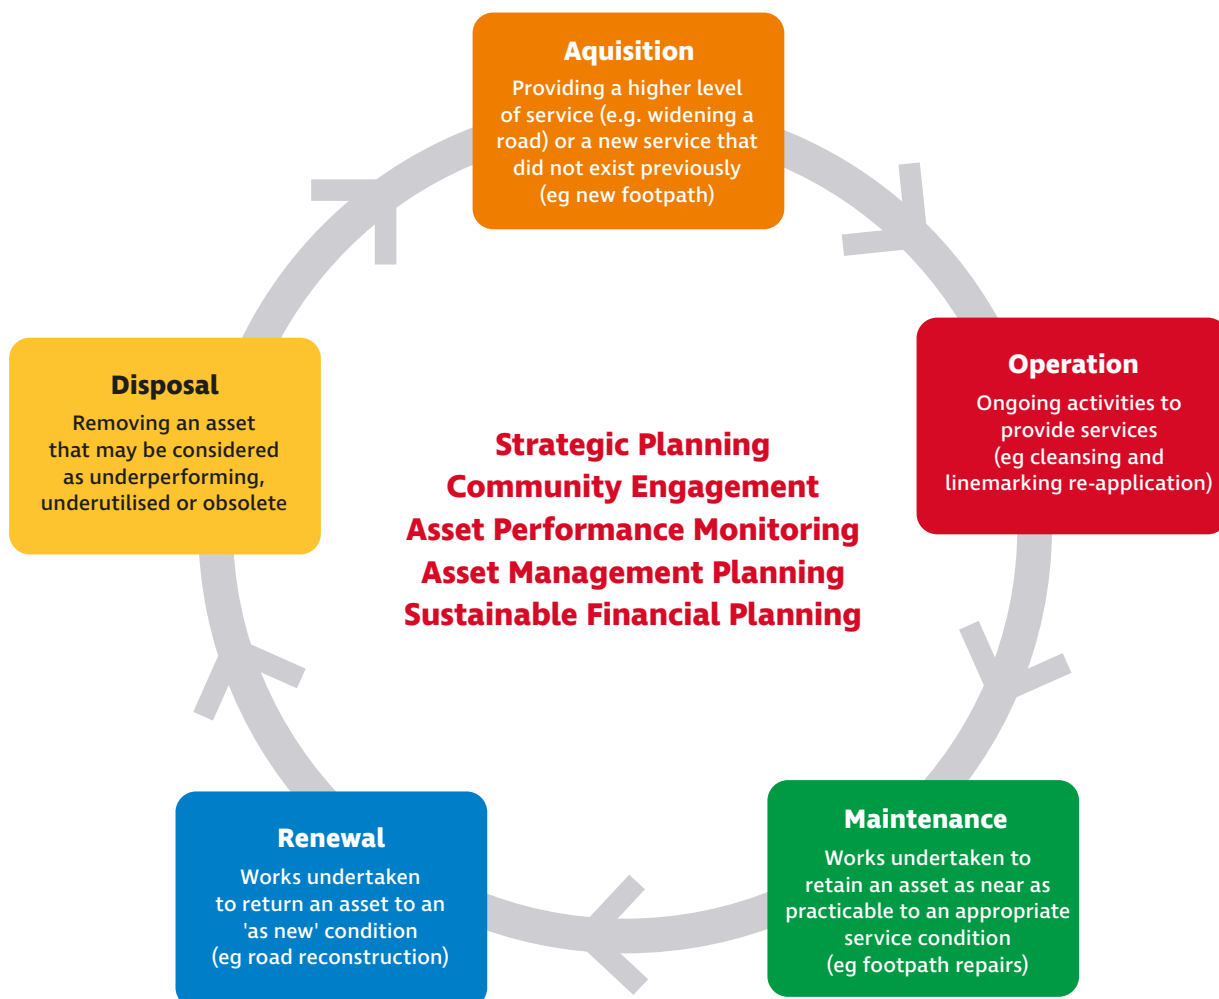 Aquisition
Providing a higher level
of service (e.g. widening a
road) or a new service that
did not exist previously
(eg new footpath)
Operation
Ongoing activities to
provide services
(eg cleansing and
linemarking re-application)
Maintenance
Works undertaken to
retain an asset as near as
practicable to an appropriate
service condition
(eg footpath repairs)
Renewal
Works undertaken
to return an asset to an
'as new' condition
(eg road reconstruction)
Disposal
Removing an asset
that may be considered
as underperforming,
underutilised or obsolete
Strategic Planning
Community Engagement
Asset Performance Monitoring
Asset Management Planning
Sustainable Financial Planning